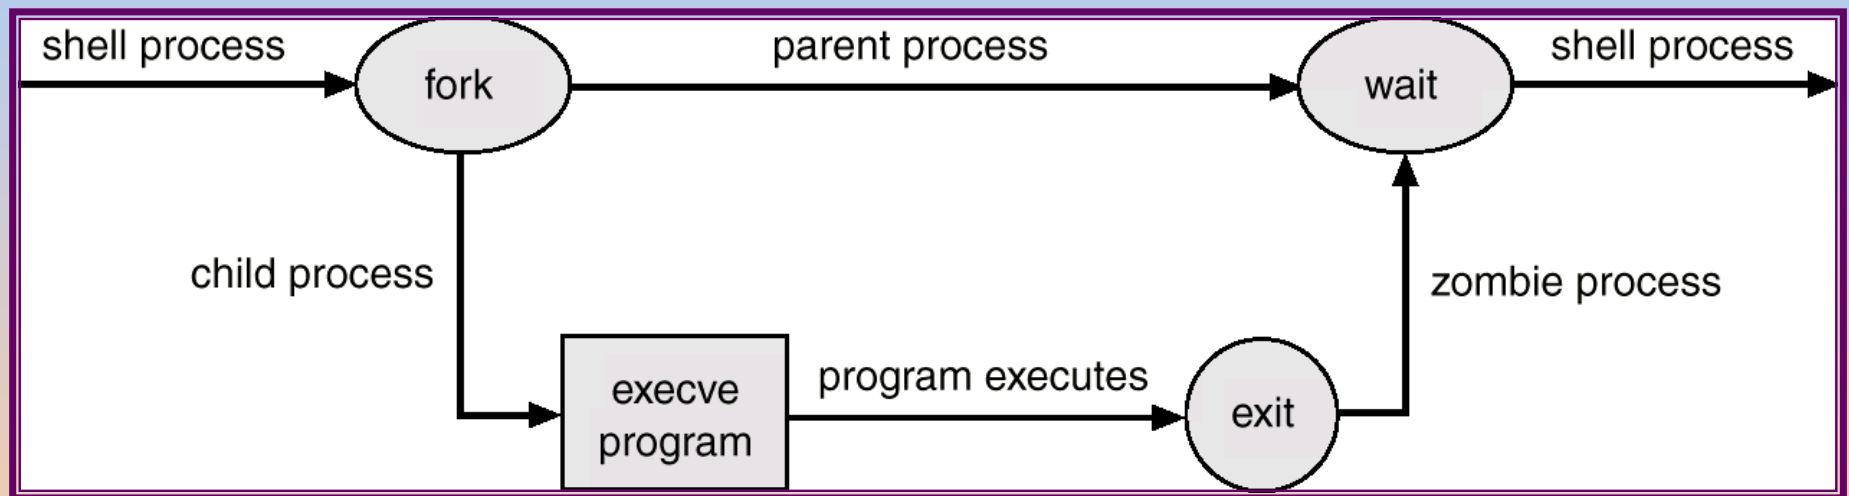 shell process
fork
parent process
wait
shell process
child process
zombie process
execve
program
program executes
exit